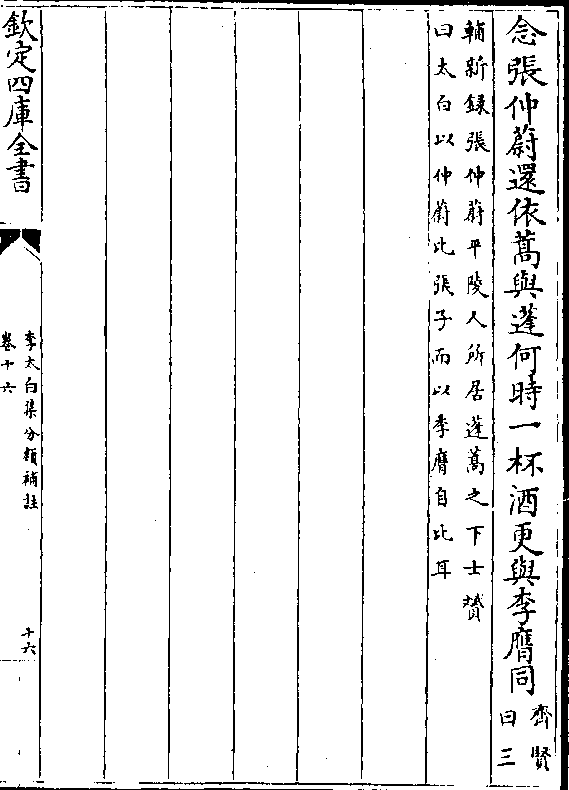 念張仲蔚還依蒿與蓬何時一杯酒更與李膺同
齊賢
曰三
輔新録張仲蔚平陵人所居蓬蒿之下士贇
曰太白以仲蔚比張子而以李膺自比耳
欽定四庫全書
李太白集分類補註
卷十六
十六